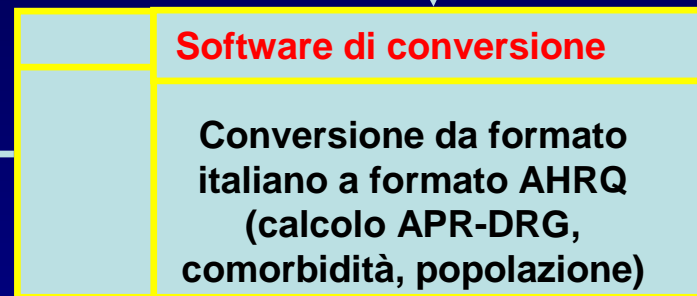 Software di conversione
Conversione da formato
italiano a formato AHRQ
(calcolo APR-DRG,
comorbidità, popolazione)